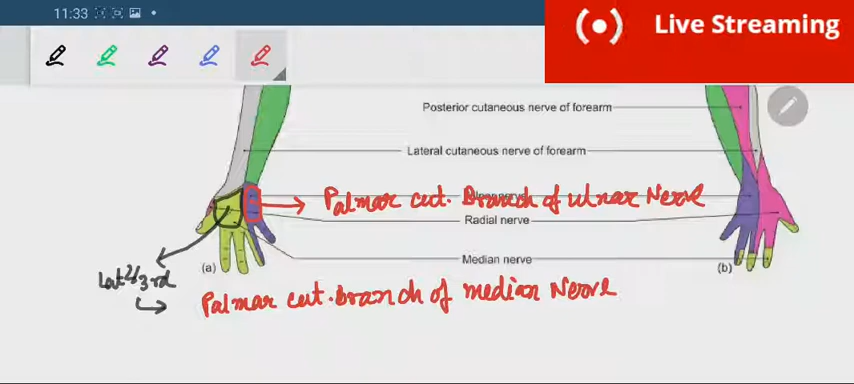 11:33
Live Streaming
Posterior cutaneous nerve of forearm
Lateral cutaneous nerve of forearm
Palmar cut. Branch of ulnar Nerve
Radial nerve
Median nerve
(a)
(b)
Lat 2/3rd
Palmar cut. branch of median Nerve